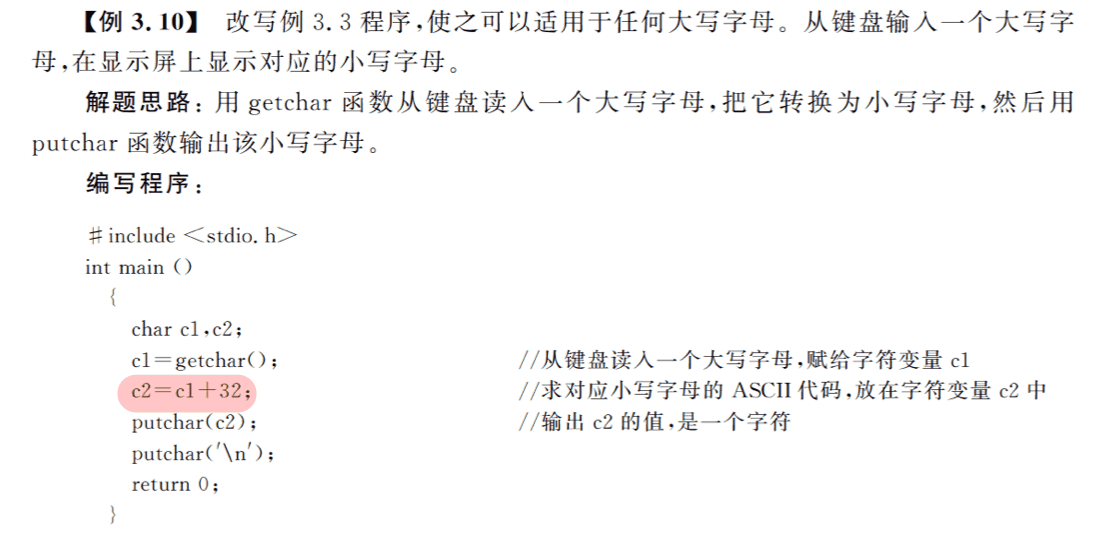 【例 3.10】 改写例 3.3 程序,使之可以适用于任何大写字母。从键盘输入一个大写字
母,在显示屏上显示对应的小写字母。
解题思路：用 getchar 函数从键盘读入一个大写字母,把它转换为小写字母,然后用
putchar 函数输出该小写字母。
编写程序：
#include <stdio.h>
int main ()
{
char c1,c2;
c1=getchar(); //从键盘读入一个大写字母,赋给字符变量 c1
c2=c1+32; //求对应小写字母的 ASCII 代码,放在字符变量 c2 中
putchar(c2); //输出 c2 的值,是一个字符
putchar('\n');
return 0;
}